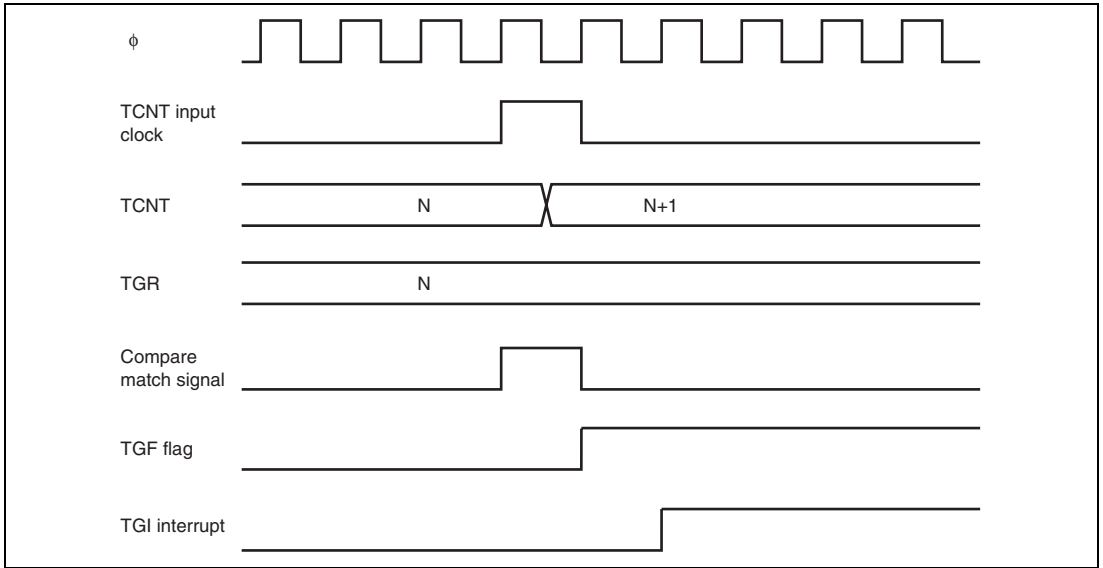 ϕ
TCNT input
clock
TCNT
N
N+1
TGR
N
Compare
match signal
TGF flag
TGI interrupt